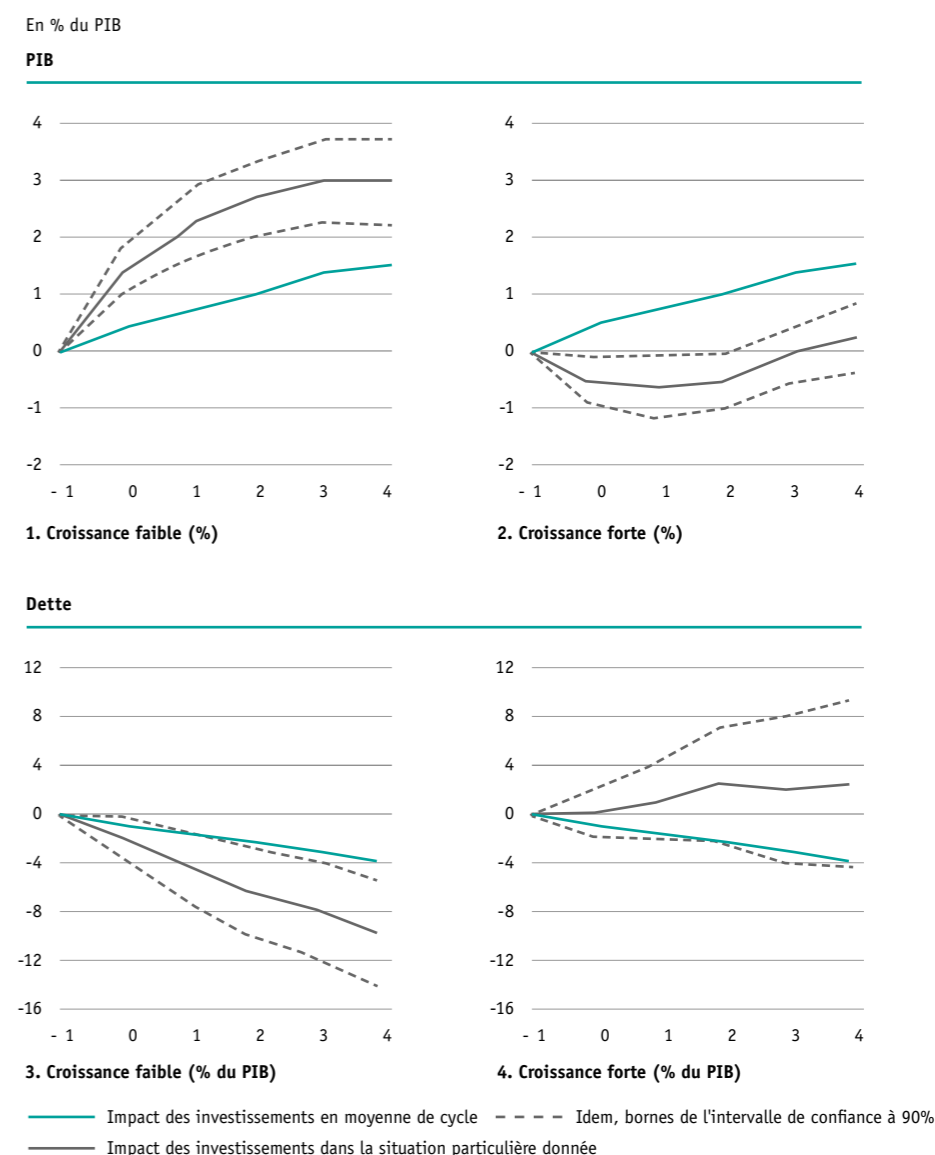 En % du PIB
PIB
4
3
2
1
0
-1
-2
- 1 0 1 2 3 4
1. Croissance faible (%)
4
3
2
1
0
-1
-2
- 1 0 1 2 3 4
2. Croissance forte (%)
Dette
12
8
4
0
-4
-8
-12
-16
- 1 0 1 2 3 4
3. Croissance faible (% du PIB)
12
8
4
0
-4
-8
-12
-16
- 1 0 1 2 3 4
4. Croissance forte (% du PIB)
Impact des investissements en moyenne de cycle
Idem, bornes de l'intervalle de confiance à 90%
Impact des investissements dans la situation particulière donnée